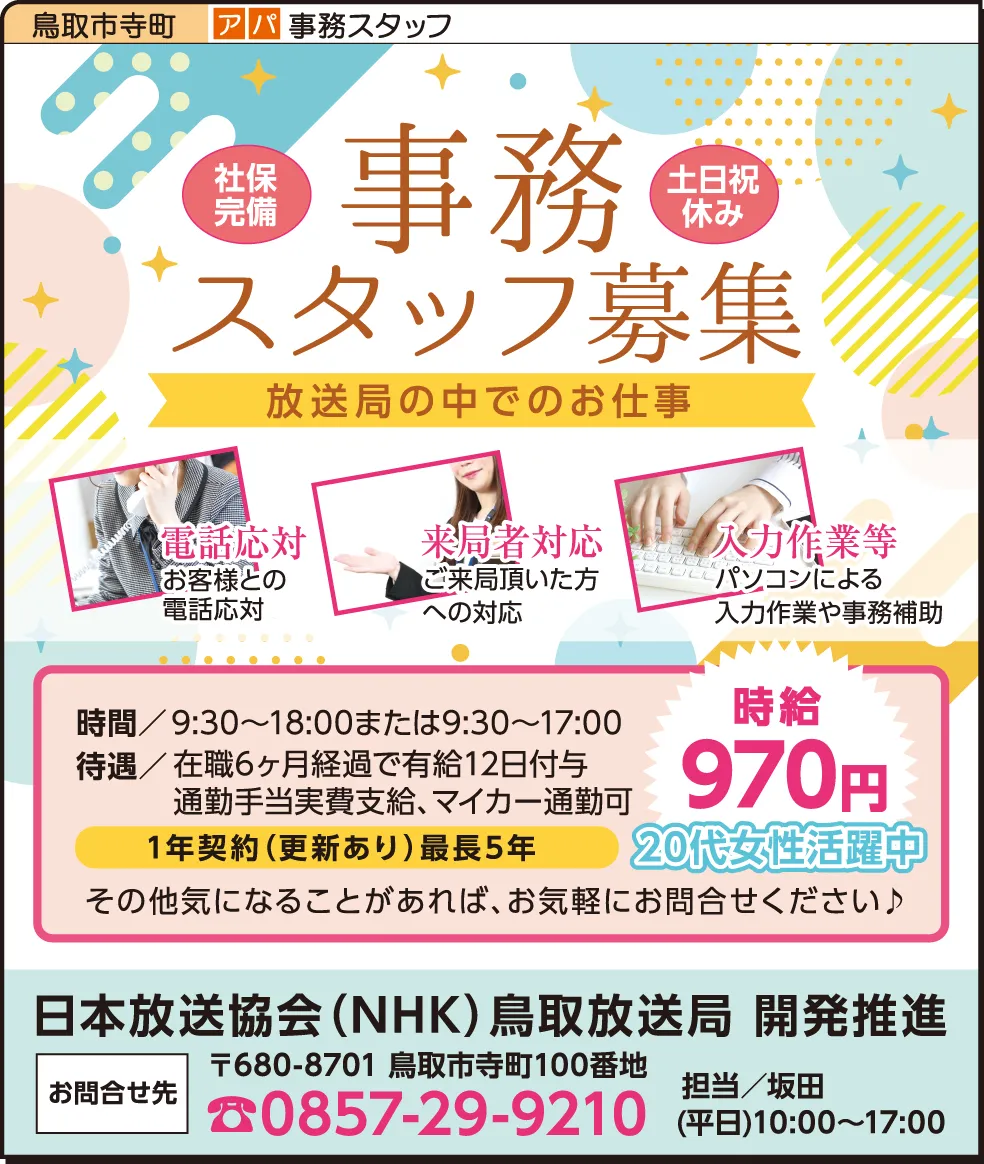 鳥取市寺町 アパ 事務スタッフ
社保
完備
事務
土日祝
休み
スタッフ募集
放送局の中でのお仕事
電話応対
お客様との
電話応対
来局者対応
ご来局頂いた方
への対応
入力作業等
パソコンによる
入力作業や事務補助
時間／9:30～18:00または9:30～17:00
待遇／在職6ヶ月経過で有給12日付与
通勤手当実費支給、マイカー通勤可
時給
970円
1年契約（更新あり）最長5年
20代女性活躍中
その他気になることがあれば、お気軽にお問合せください♪
日本放送協会（NHK）鳥取放送局 開発推進
お問合せ先
〒680-8701 鳥取市寺町100番地
☎0857-29-9210
担当／坂田
(平日)10:00～17:00